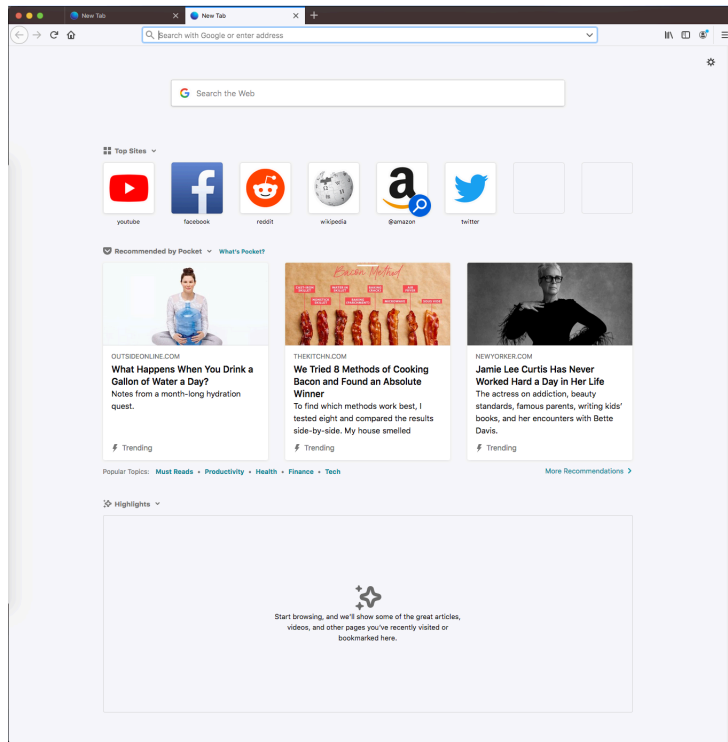 New Tab
New Tab
Search with Google or enter address
Search the Web
Top Sites
youtube
facebook
reddit
wikipedia
@amazon
twitter
Recommended by Pocket What's Pocket?
Bacon Method
OUTSIDEONLINE.COM
What Happens When You Drink a
Gallon of Water a Day?
Notes from a month-long hydration
quest.
Trending
THEKITCHN.COM
We Tried 8 Methods of Cooking
Bacon and Found an Absolute
Winner
To find which methods work best, I
tested eight and compared the results
side-by-side. My house smelled
Trending
NEWYORKER.COM
Jamie Lee Curtis Has Never
Worked Hard a Day in Her Life
The actress on addiction, beauty
standards, famous parents, writing kids'
books, and her encounters with Bette
Davis.
Trending
Popular Topics: Must Reads • Productivity • Health • Finance • Tech
More Recommendations
Highlights
Start browsing, and we'll show some of the great articles,
videos, and other pages you've recently visited or
bookmarked here.